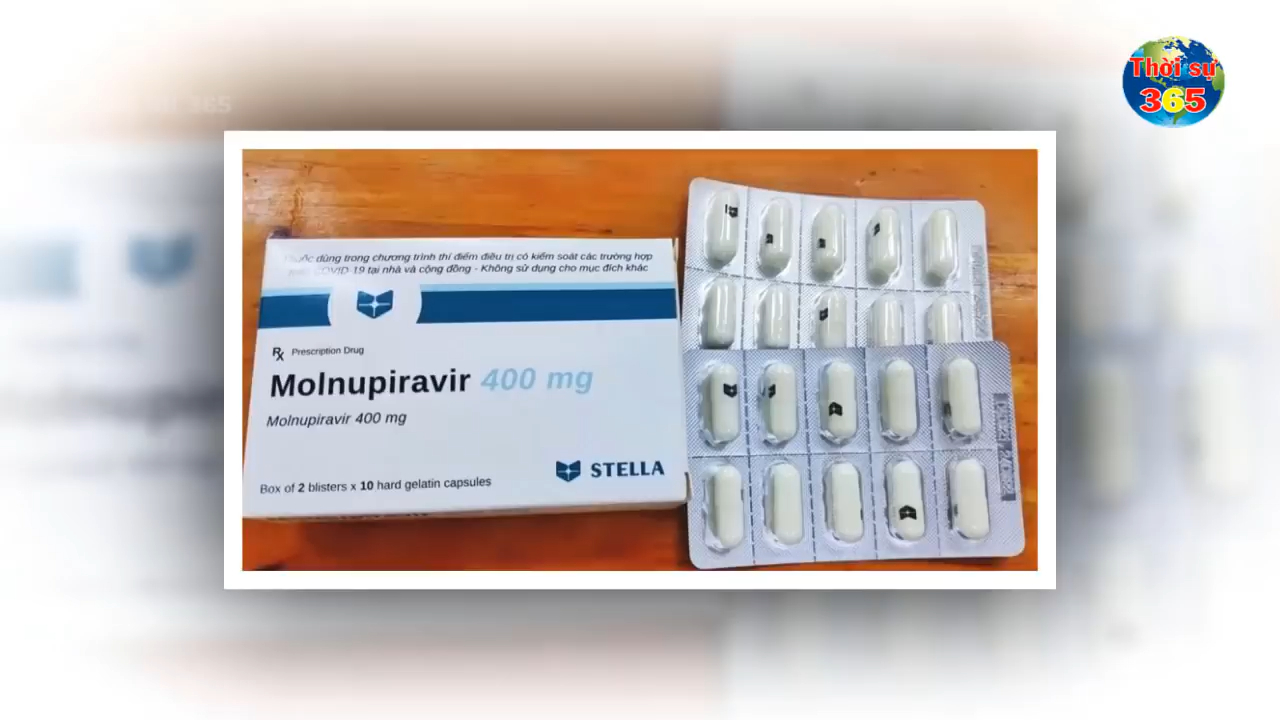 Thời sự
365
365
Thuốc dùng trong chương trình thí điểm điều trị có kiểm soát các trường hợp
COVID-19 tại nhà và cộng đồng - Không sử dụng cho mục đích khác
Rx Prescription Drug
Molnupiravir 400 mg
Molnupiravir 400 mg
STELLA
Box of 2 blisters x 10 hard gelatin capsules